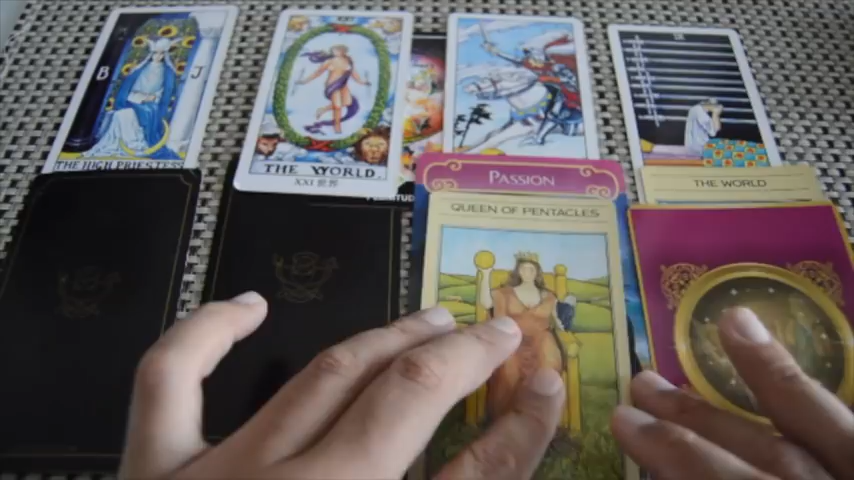 B J
THE HIGH PRIESTESS
THE WORLD
XXI
PASSION
QUEEN OF PENTACLES
THE WORLD